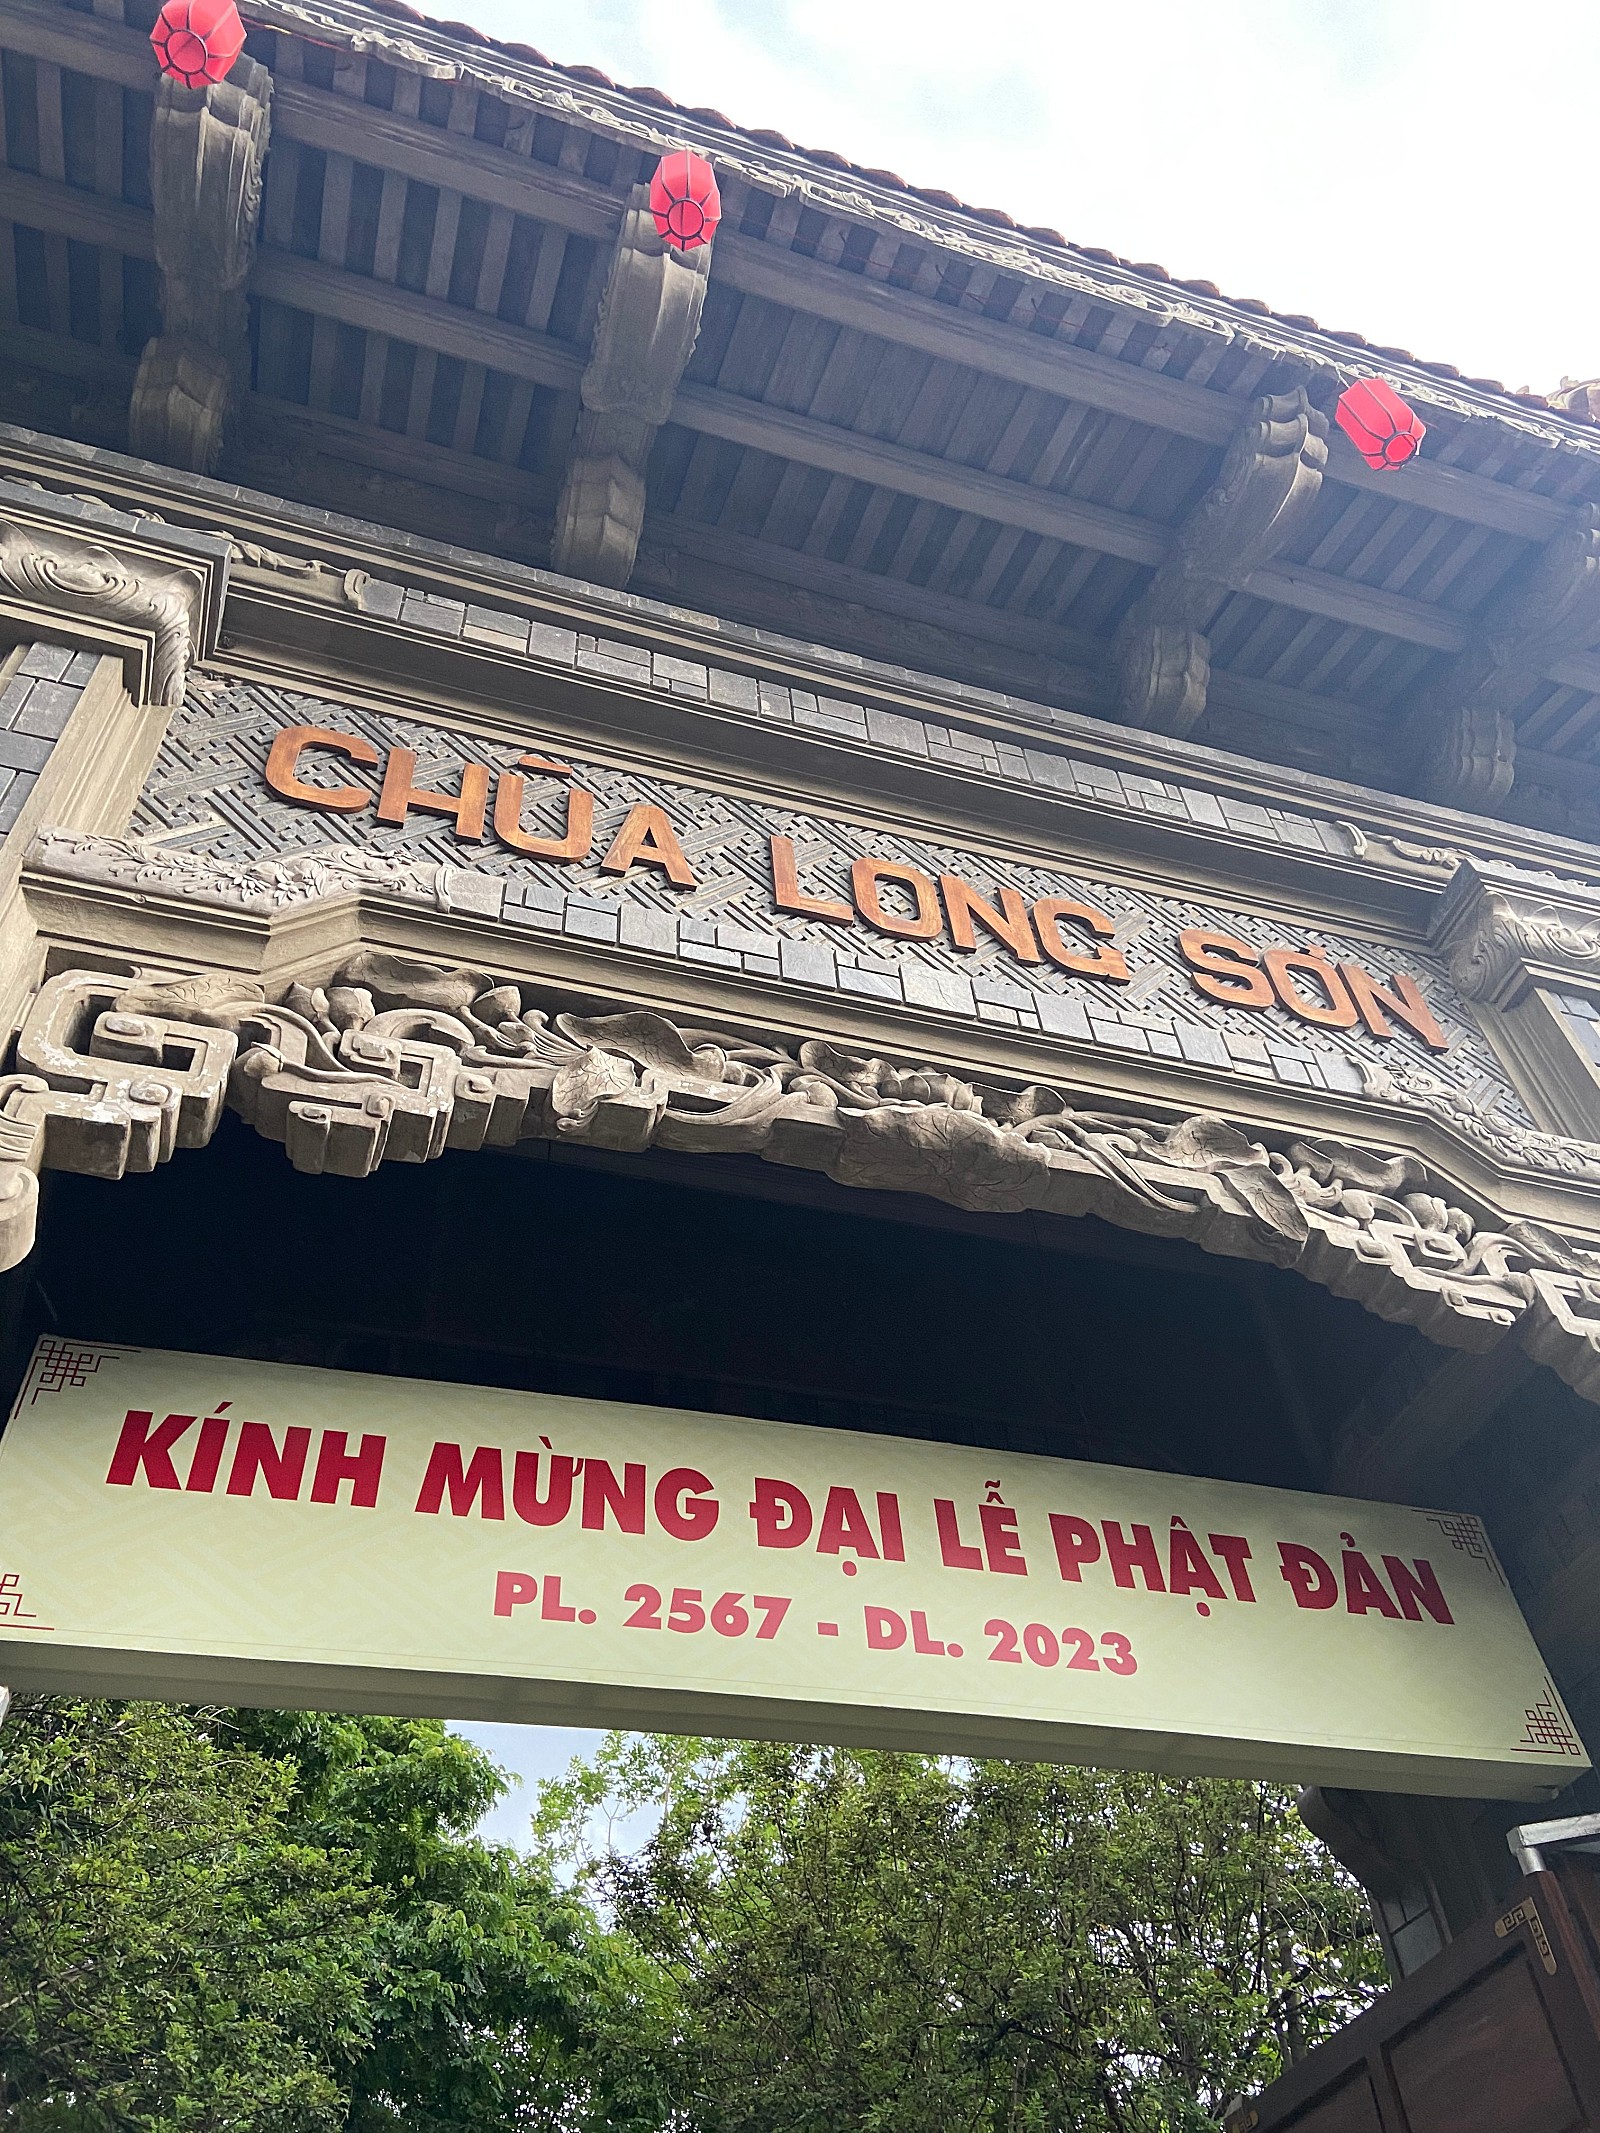 CHÙA LONG SƠN
KÍNH MỪNG ĐẠI LỄ PHẬT ĐẢN
PL. 2567 - DL. 2023